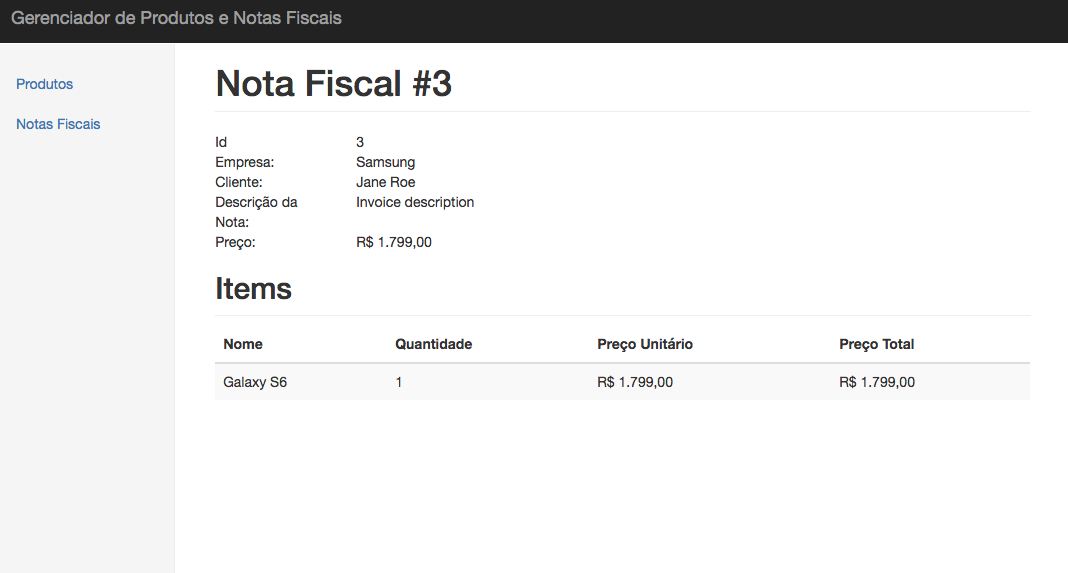 Gerenciador de Produtos e Notas Fiscais
Produtos
Notas Fiscais
Nota Fiscal #3
Id 3
Empresa: Samsung
Cliente: Jane Roe
Descrição da Invoice description
Nota:
Preço: R$ 1.799,00
Items
Nome Quantidade Preço Unitário Preço Total
Galaxy S6 1 R$ 1.799,00 R$ 1.799,00